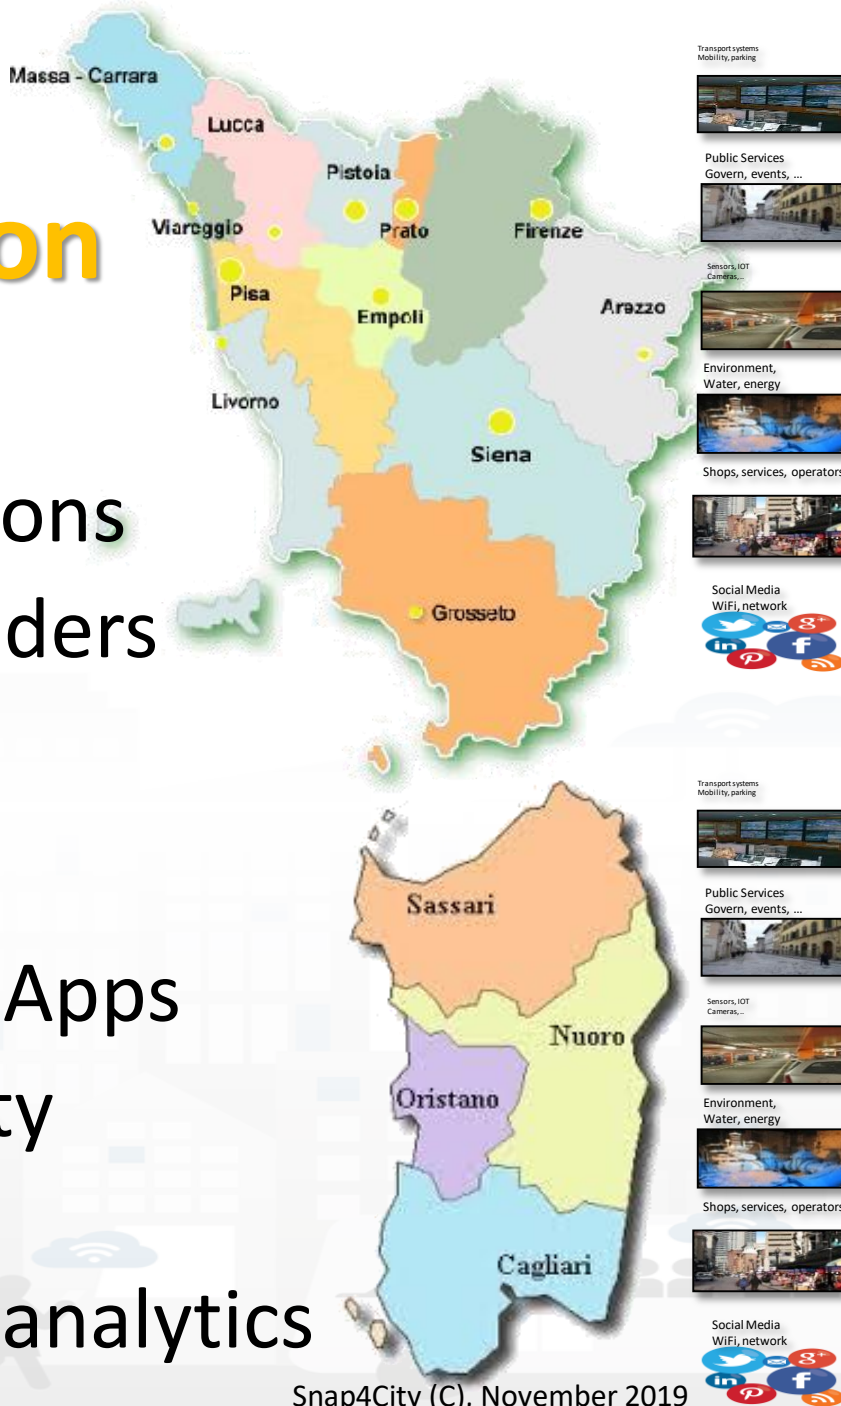 on
ons
ders
Apps
ty
analytics
Massa - Carrara
Lucca
Pistoia
Viareggio
Prato
Firenze
Pisa
Empoli
Arezzo
Livorno
Siena
Grosseto
Transport systems
Mobility, parking
Public Services
Govern, events, ...
Sensors, IOT
Cameras,..
Environment,
Water, energy
Shops, services, operators
Social Media
WiFi, network
g+
in
f
Sassari
Nuoro
Oristano
Cagliari
Transport systems
Mobility, parking
Public Services
Govern, events, ...
Sensors, IOT
Cameras,..
Environment,
Water, energy
Shops, services, operators
Social Media
WiFi, network
g+
in
f
Snap4City (C), November 2019